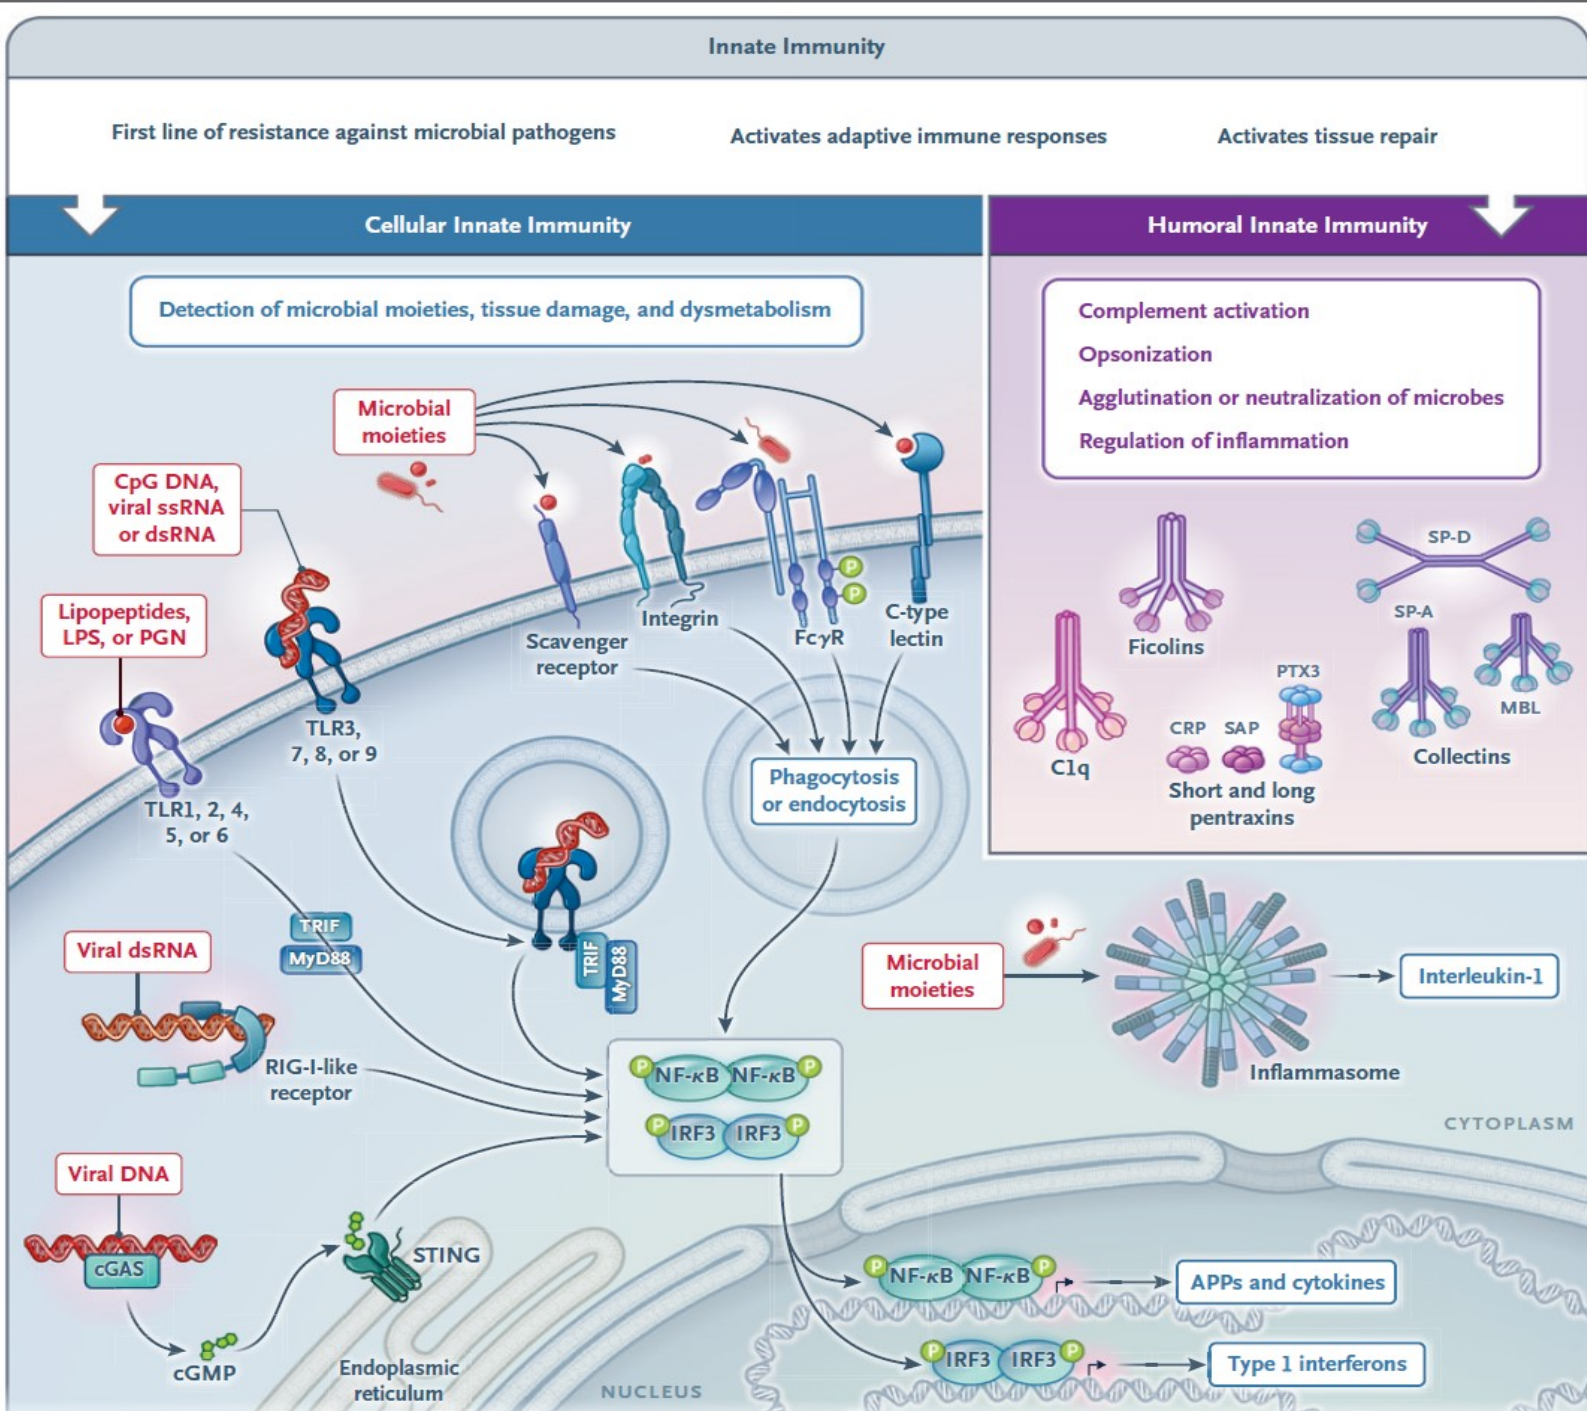 Innate Immunity
First line of resistance against microbial pathogens
Activates adaptive immune responses
Activates tissue repair
Cellular Innate Immunity
Detection of microbial moieties, tissue damage, and dysmetabolism
Microbial
moieties
CpG DNA,
viral ssRNA
or dsRNA
Lipopeptides,
LPS, or PGN
Scavenger
receptor
Integrin
P
P
FcγR
C-type
lectin
TLR3,
7, 8, or 9
TLR1, 2, 4,
5, or 6
Phagocytosis
or endocytosis
TRIF
MyD88
TRIF
MyD88
Viral dsRNA
RIG-I-like
receptor
P
NF-κB
NF-κB
P
P
IRF3
IRF3
P
Viral DNA
cGAS
cGMP
STING
Endoplasmic
reticulum
Humoral Innate Immunity
Complement activation
Opsonization
Agglutination or neutralization of microbes
Regulation of inflammation
C1q
Ficolins
CRP
SAP
PTX3
Short and long
pentraxins
SP-D
SP-A
MBL
Collectins
Microbial
moieties
Inflammasome
Interleukin-1
CYTOPLASM
NUCLEUS
P
NF-κB
NF-κB
P
APPs and cytokines
P
IRF3
IRF3
P
Type 1 interferons